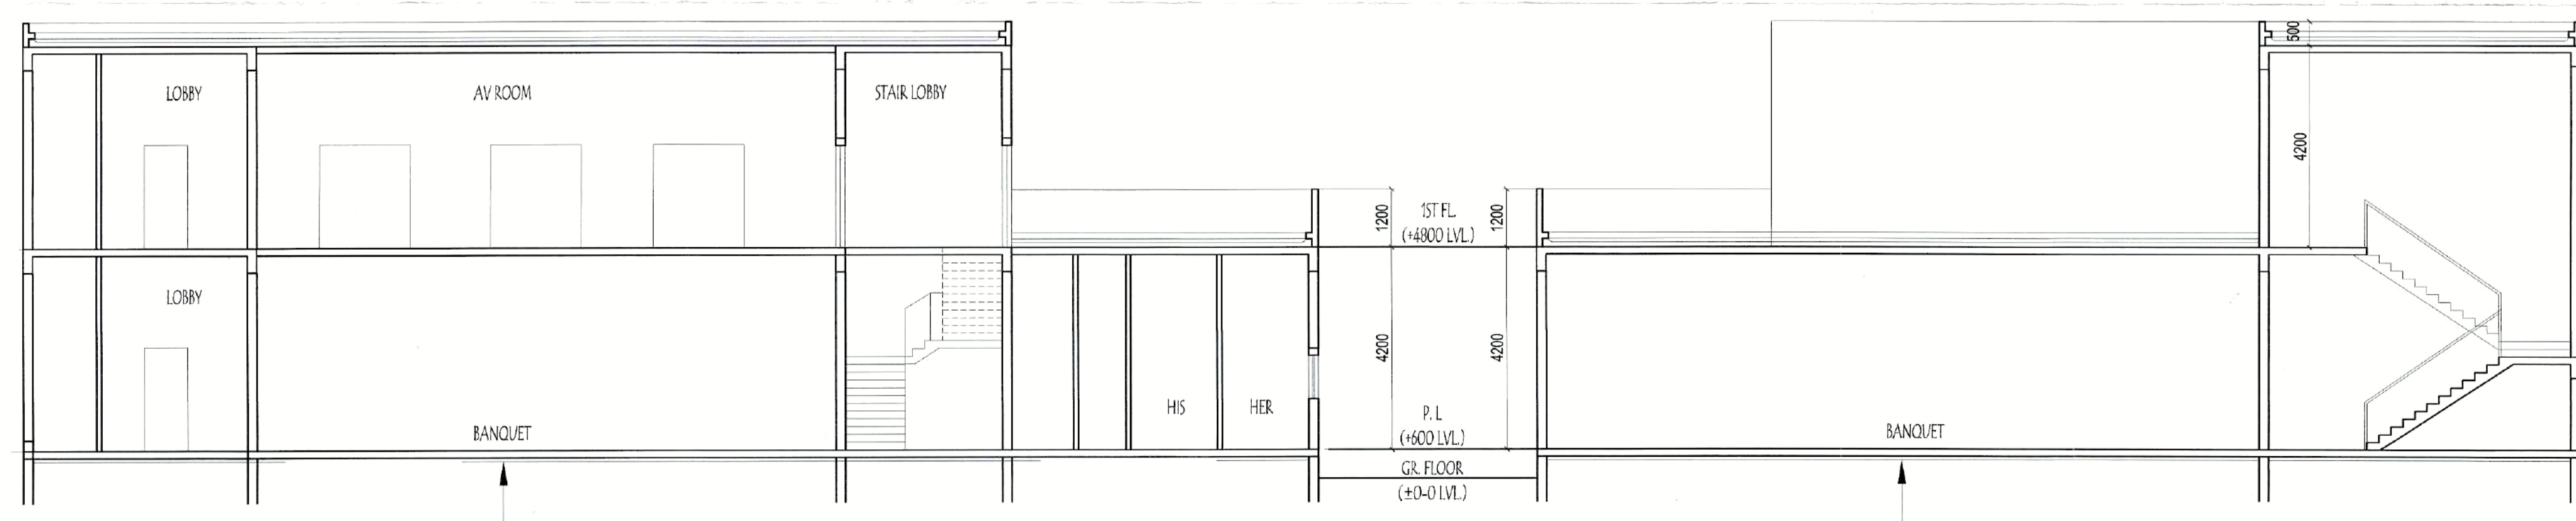 LOBBY
AV ROOM
STAIR LOBBY
500
4200
1200
1ST FL.
(+4800 LVL.)
1200
LOBBY
4200
4200
HIS
HER
P. L
(+600 LVL.)
BANQUET
BANQUET
GR. FLOOR
(±0-0 LVL.)